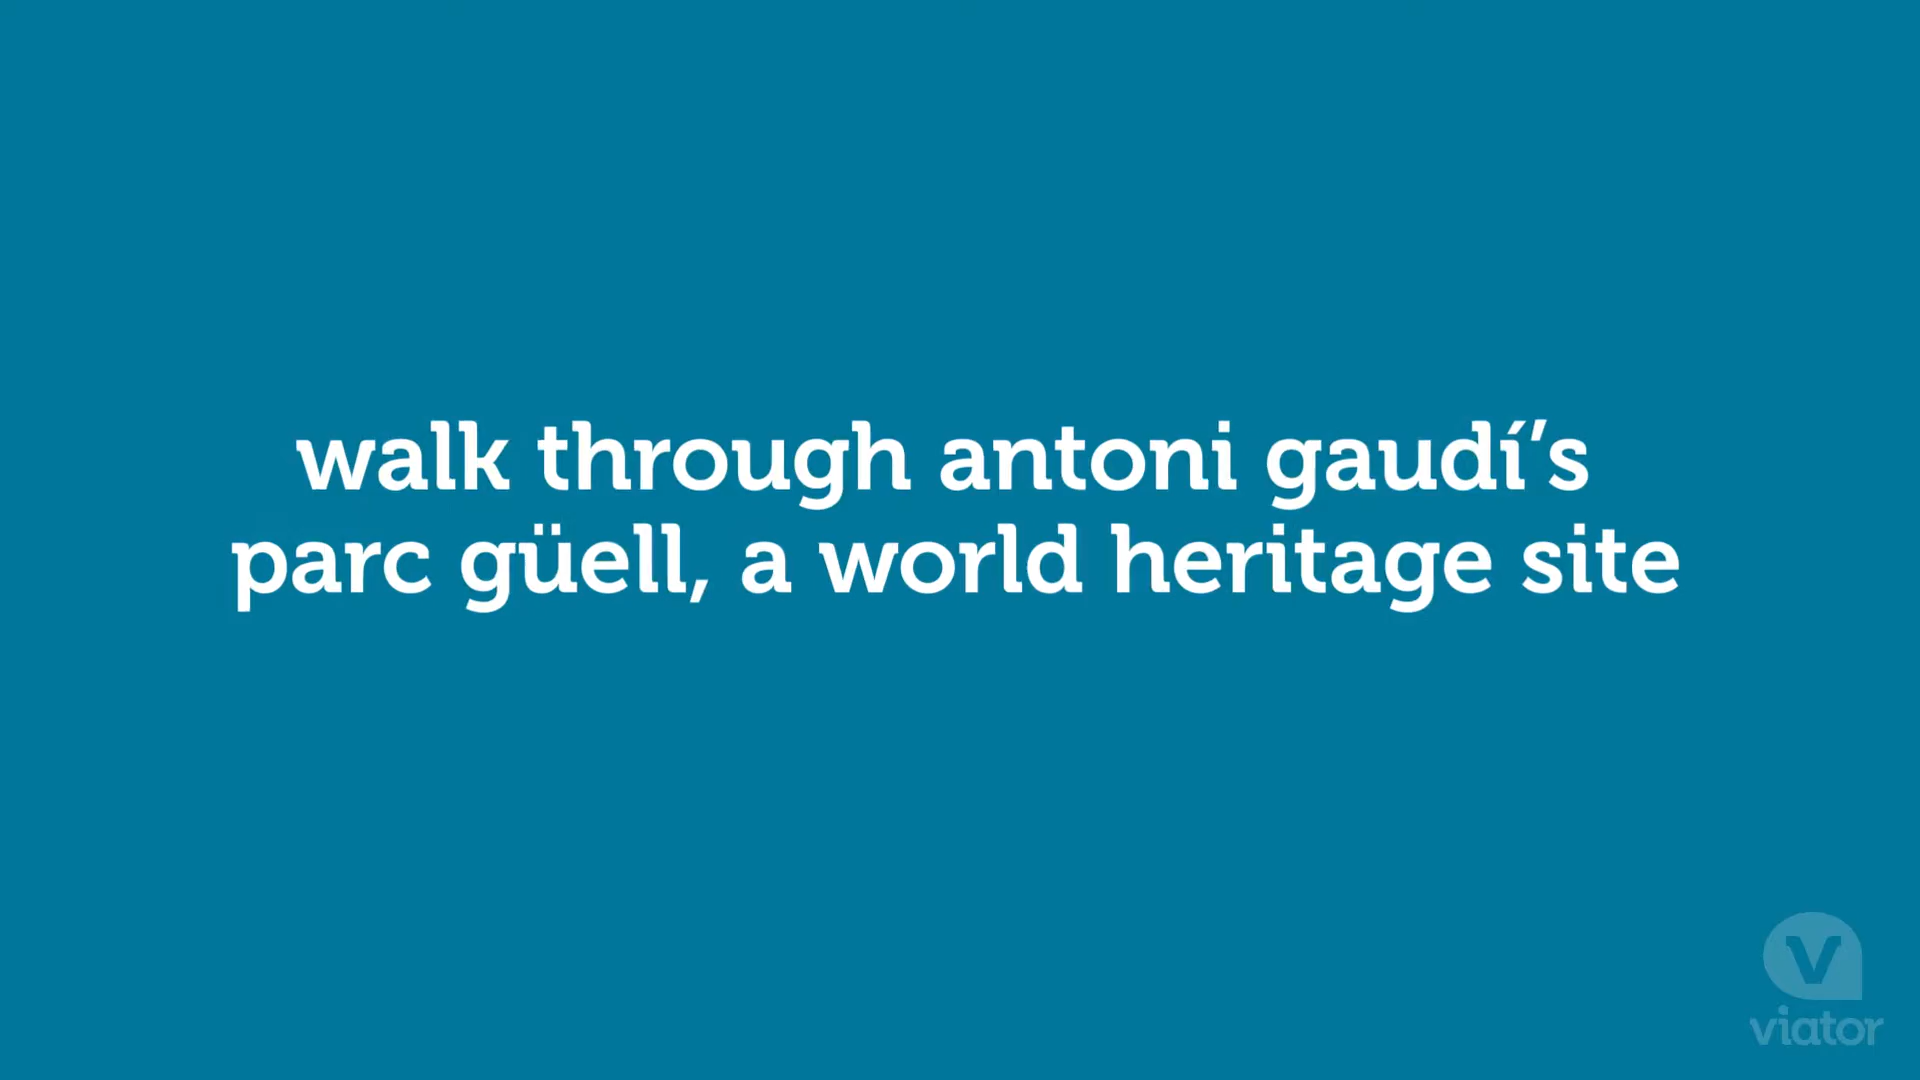 walk through antoni gaudí’s
parc güell, a world heritage site
v
viator